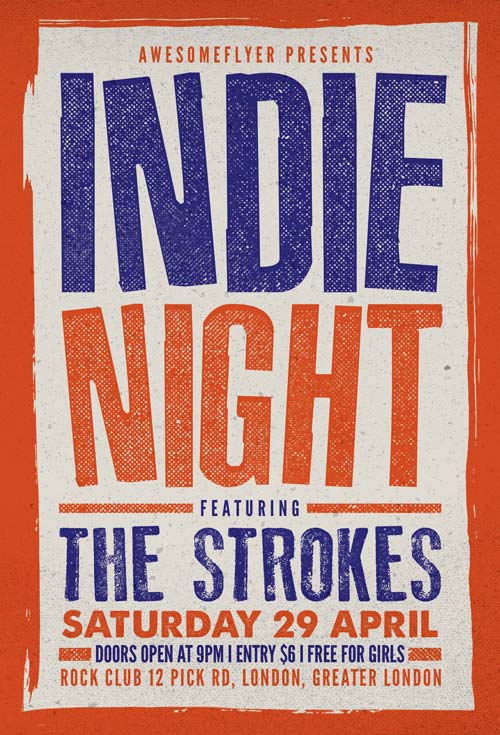 AWESOMEFLYER PRESENTS
INDIE
NIGHT
FEATURING
THE STROKES
SATURDAY 29 APRIL
DOORS OPEN AT 9PM | ENTRY $6 | FREE FOR GIRLS
ROCK CLUB 12 PICK RD, LONDON, GREATER LONDON